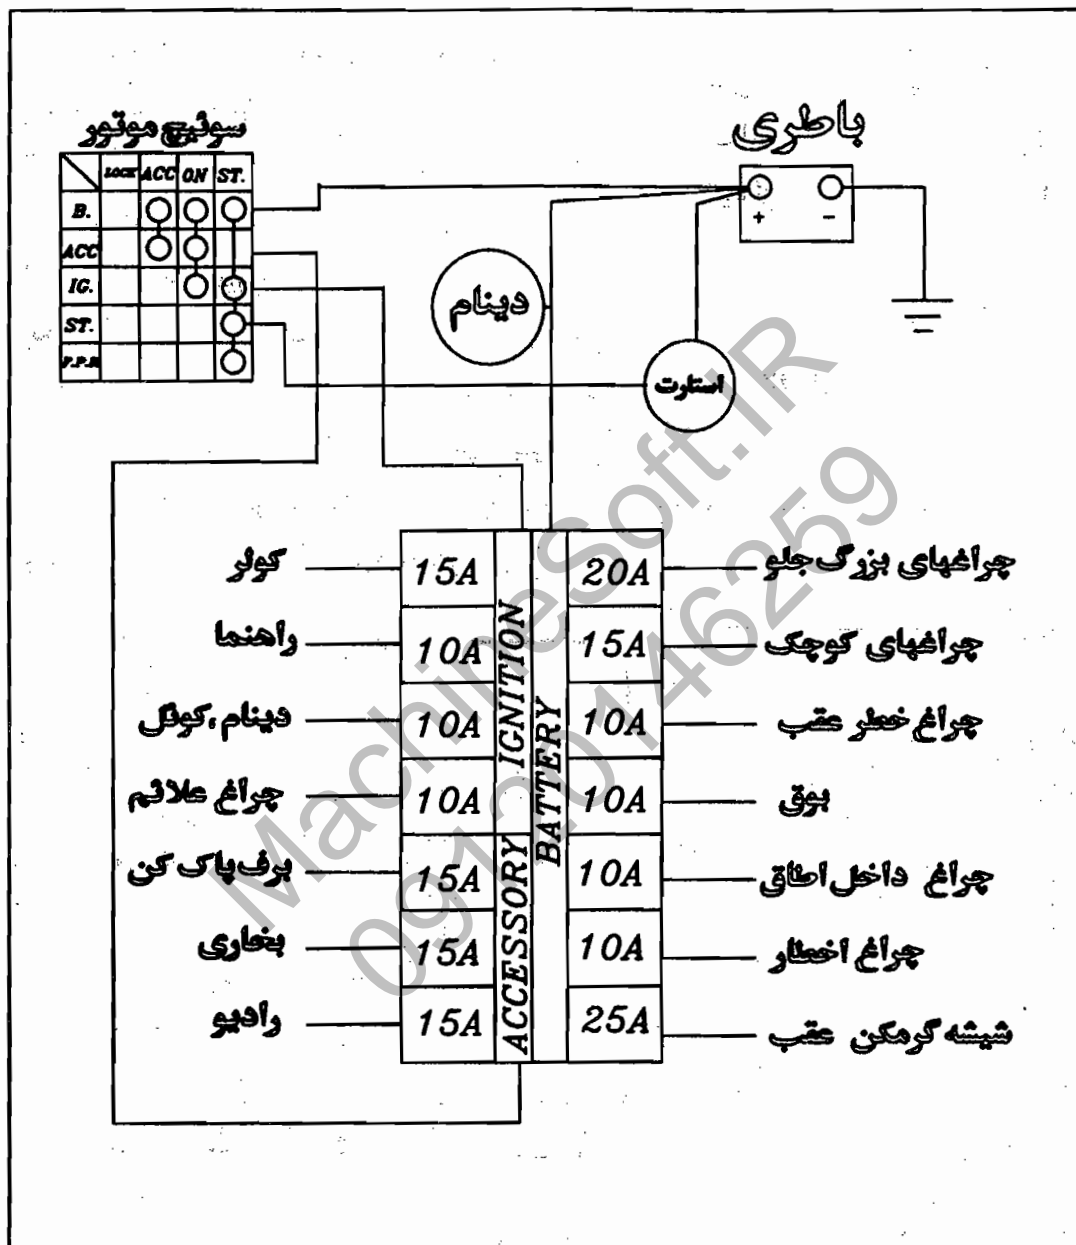 باطری
سوئیچ موتور
LOCK ACC ON ST.
B.
ACC
IG.
ST.
+ −
دینام
استارت
کولر 15A 20A چراغهای بزرگ جلو
راهنما 10A 15A چراغهای کوچک
دینام،کوئل 10A 10A چراغ خطر عقب
چراغ علائم 10A 10A بوق
برف پاک کن 15A 10A چراغ داخل اطاق
بخاری 15A 10A چراغ اخطار
رادیو 15A 25A شیشه گرمکن عقب
IGNITION
BATTERY
ACCESSORY
MachineSoft.IR
09120146259